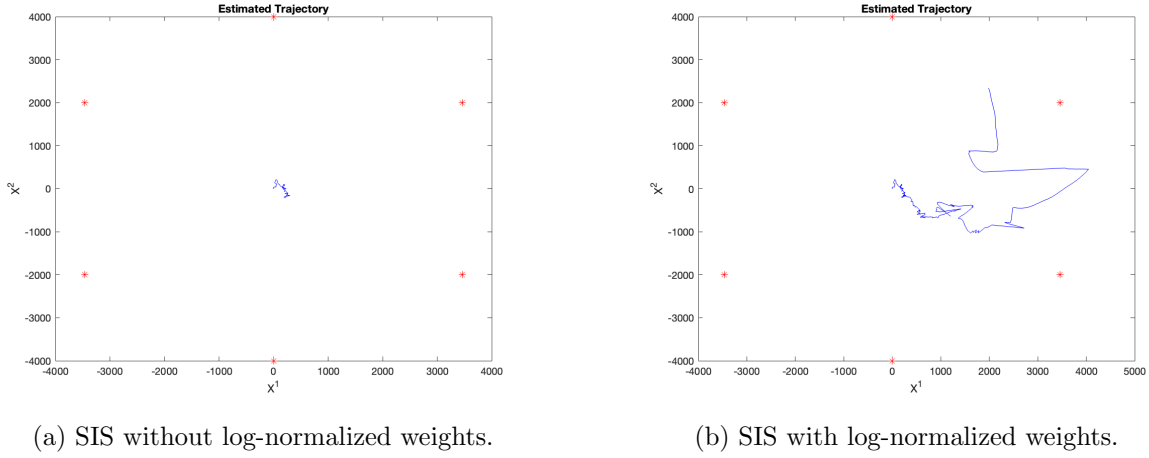 Estimated Trajectory
4000
3000
2000
1000
0
-1000
-2000
-3000
-4000
X2
-4000 -3000 -2000 -1000 0 1000 2000 3000 4000
X1
(a) SIS without log-normalized weights.
Estimated Trajectory
4000
3000
2000
1000
0
-1000
-2000
-3000
-4000
X2
-4000 -3000 -2000 -1000 0 1000 2000 3000 4000 5000
X1
(b) SIS with log-normalized weights.